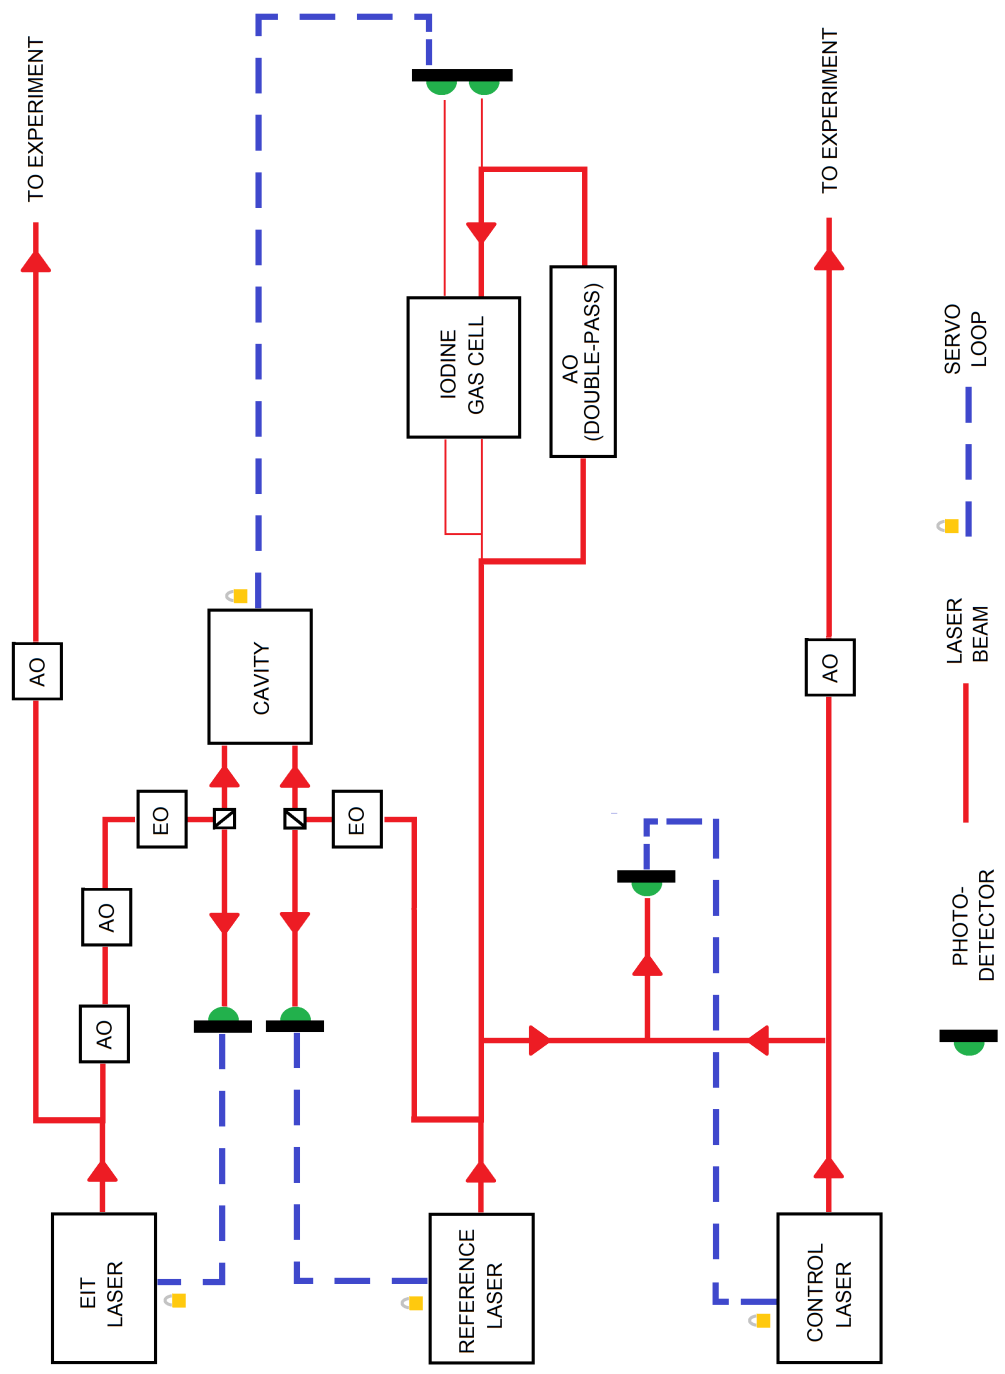 TO EXPERIMENT
AO
AO
AO
EO
EIT
LASER
CAVITY
EO
IODINE
GAS CELL
REFERENCE
LASER
AO
(DOUBLE-PASS)
TO EXPERIMENT
AO
CONTROL
LASER
SERVO
LOOP
LASER
BEAM
PHOTO-
DETECTOR